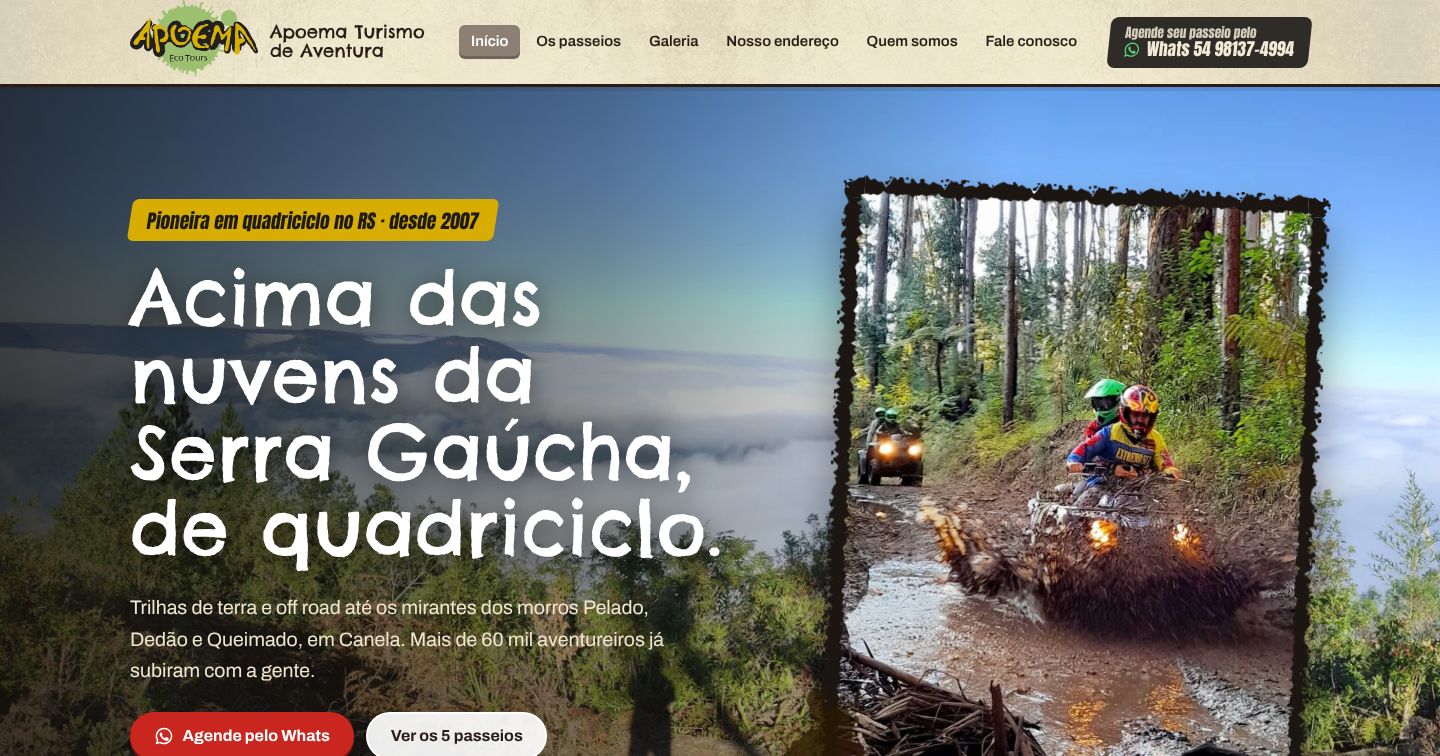 APOEMA
Eco Tours
Apoema Turismo
de Aventura
Início
Os passeios
Galeria
Nosso endereço
Quem somos
Fale conosco
Agende seu passeio pelo
Whats 54 98137-4994
Pioneira em quadriciclo no RS · desde 2007
Acima das
nuvens da
Serra Gaúcha,
de quadriciclo.
Trilhas de terra e off road até os mirantes dos morros Pelado,
Dedão e Queimado, em Canela. Mais de 60 mil aventureiros já
subiram com a gente.
Agende pelo Whats
Ver os 5 passeios